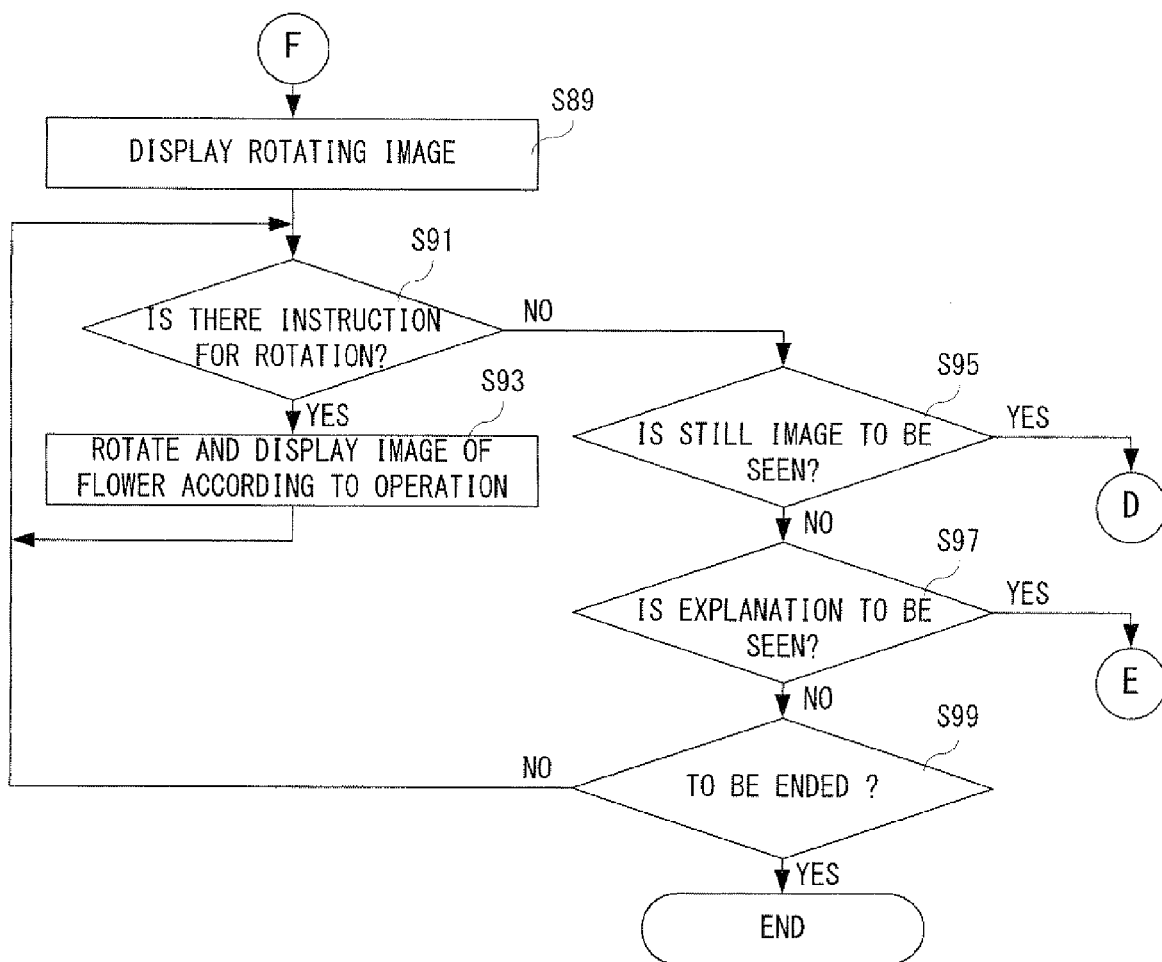 F
S89
DISPLAY ROTATING IMAGE
S91
IS THERE INSTRUCTION
FOR ROTATION?
NO
YES
S93
ROTATE AND DISPLAY IMAGE OF
FLOWER ACCORDING TO OPERATION
S95
IS STILL IMAGE TO BE
SEEN?
YES
D
NO
S97
IS EXPLANATION TO BE
SEEN?
YES
E
NO
S99
TO BE ENDED ?
NO
YES
END